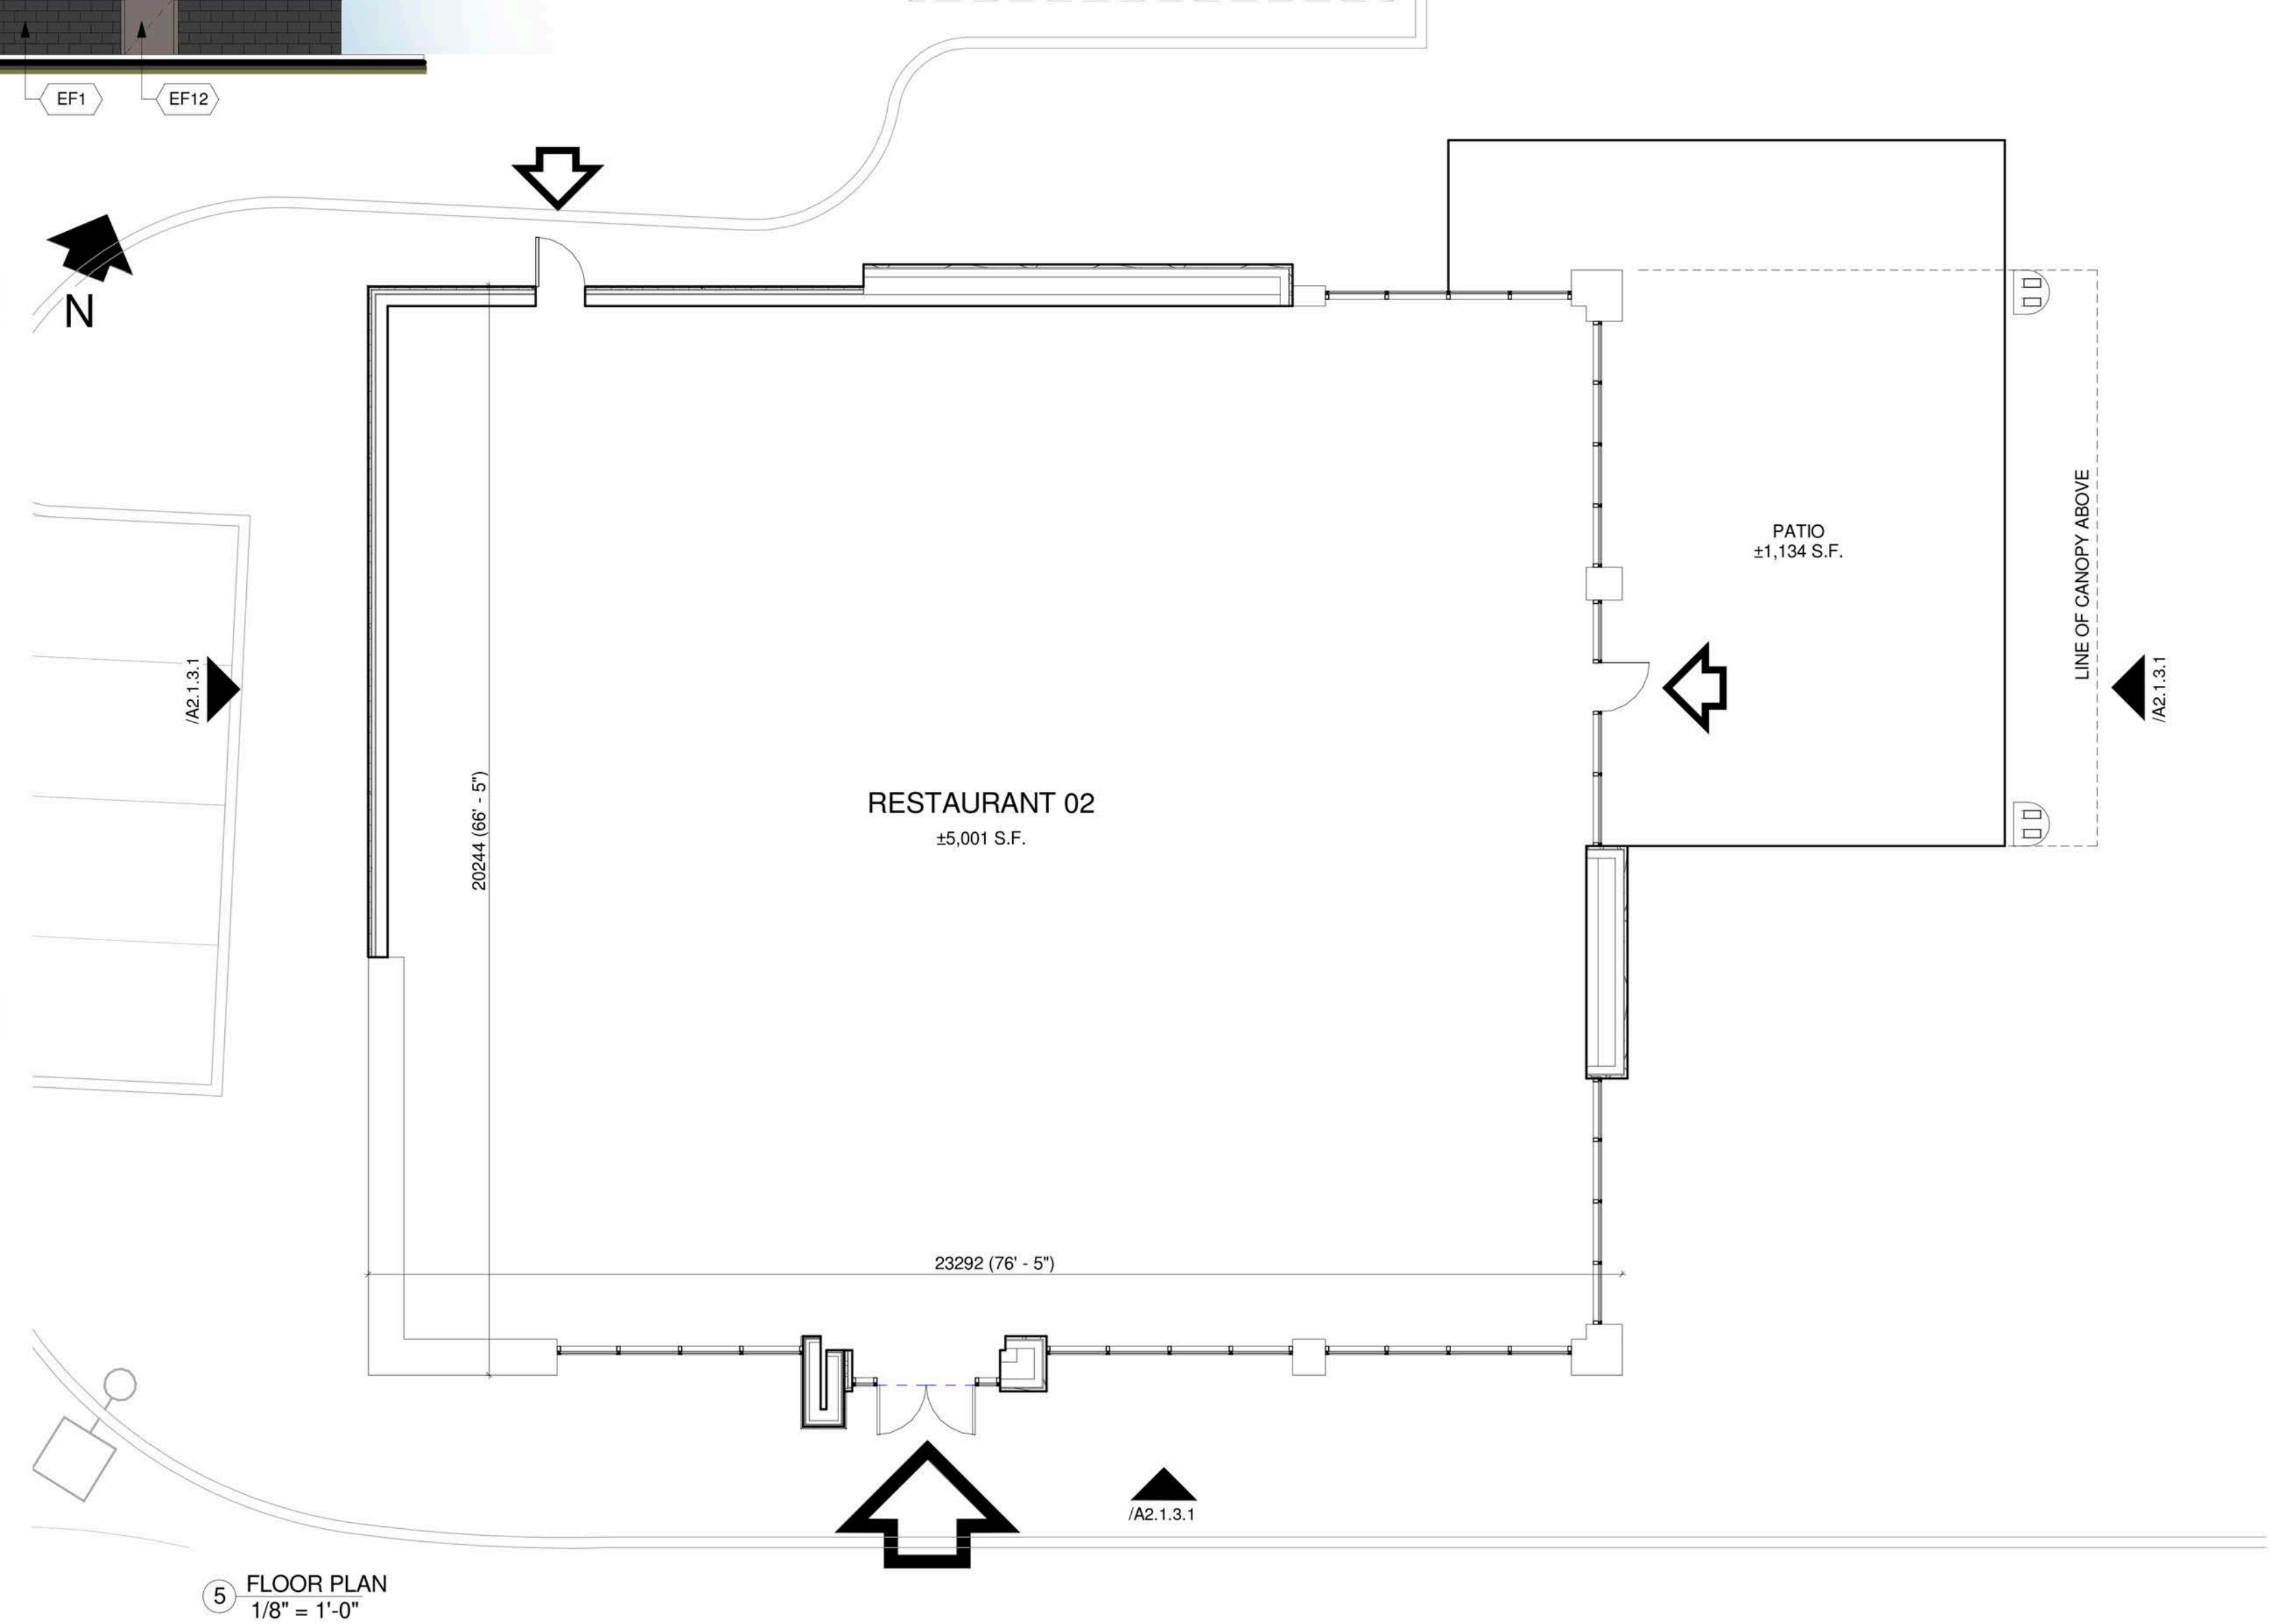 EF1
EF12
N
PATIO
±1,134 S.F.
LINE OF CANOPY ABOVE
/A2.1.3.1
/A2.1.3.1
20244 (66' - 5")
RESTAURANT 02
±5,001 S.F.
23292 (76' - 5")
/A2.1.3.1
5
FLOOR PLAN
1/8" = 1'-0"